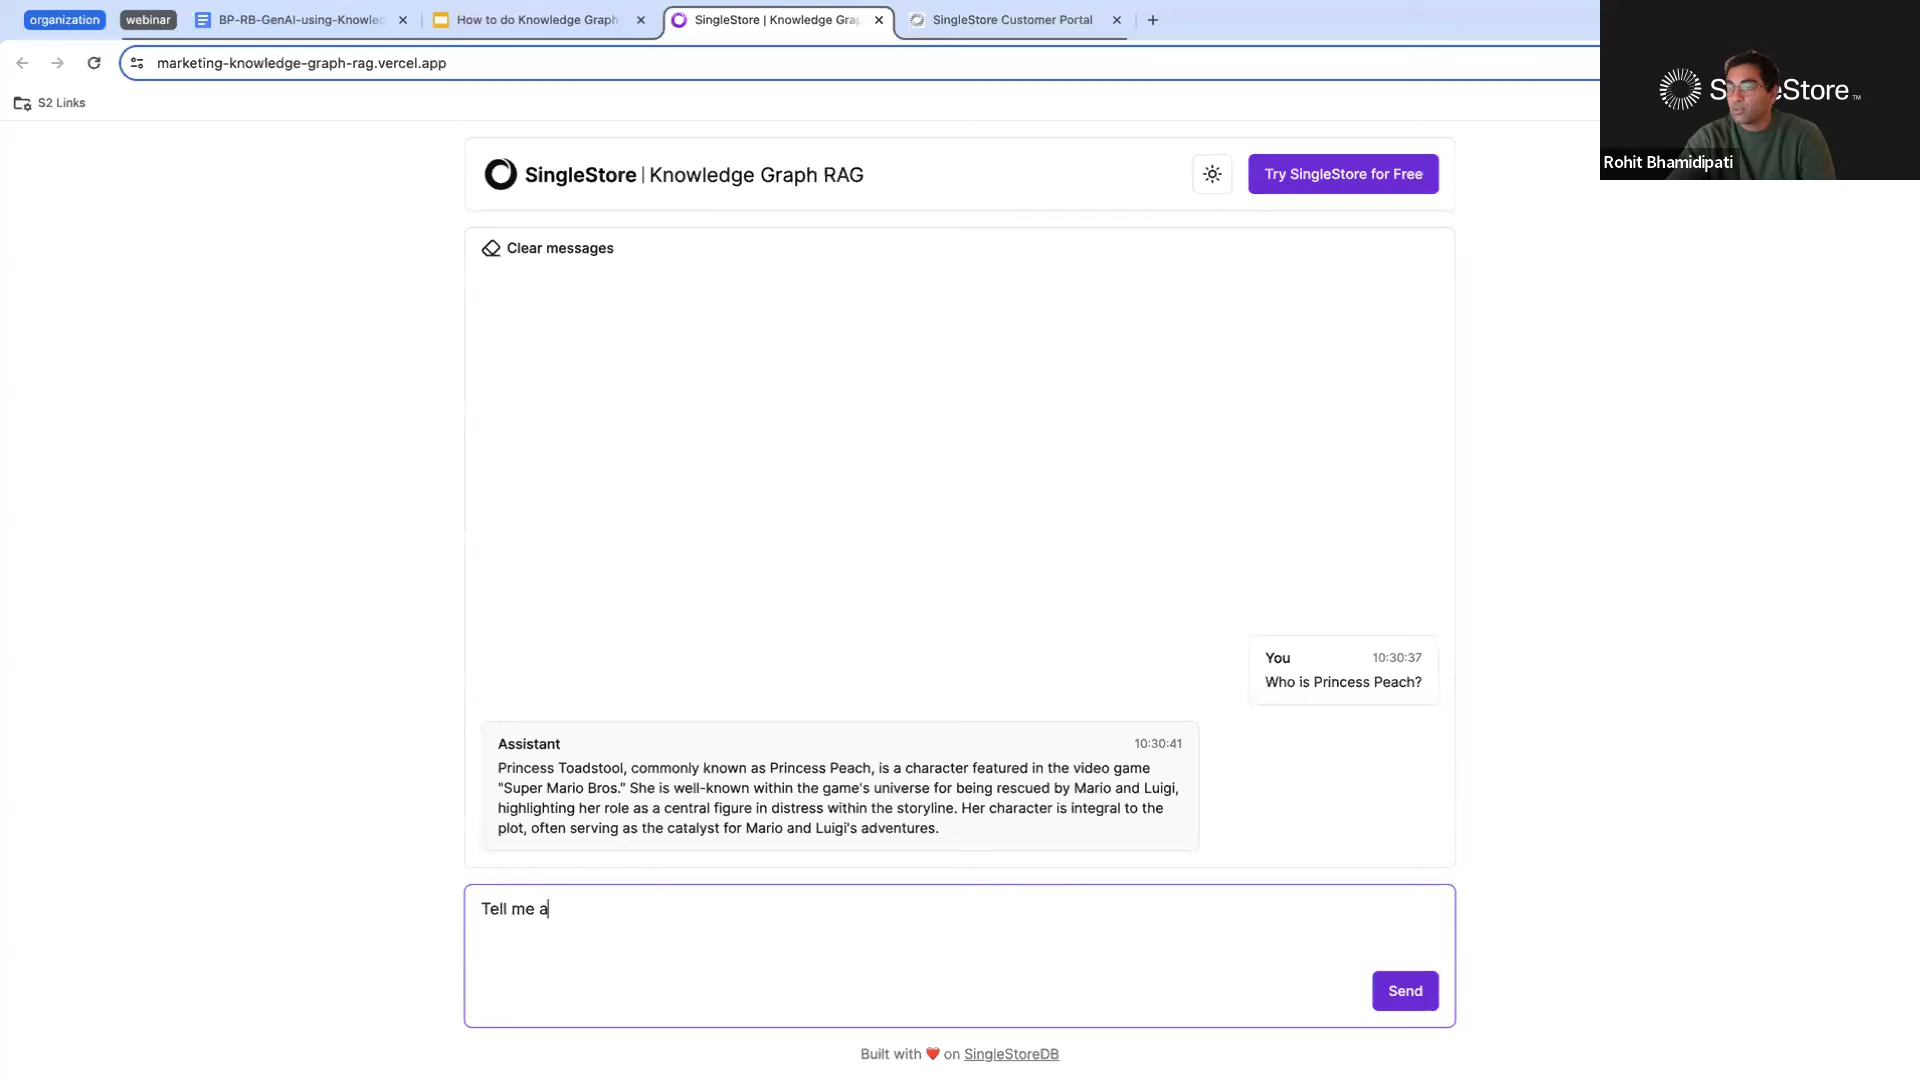 organization
webinar
BP-RB-GenAI-using-Knowle
How to do Knowledge Graph
SingleStore | Knowledge Gra
SingleStore Customer Portal
marketing-knowledge-graph-rag.vercel.app
S2 Links
SingleStore™
Rohit Bhamidipati
SingleStore | Knowledge Graph RAG
Try SingleStore for Free
Clear messages
You 10:30:37
Who is Princess Peach?
Assistant 10:30:41
Princess Toadstool, commonly known as Princess Peach, is a character featured in the video game
"Super Mario Bros." She is well-known within the game's universe for being rescued by Mario and Luigi,
highlighting her role as a central figure in distress within the storyline. Her character is integral to the
plot, often serving as the catalyst for Mario and Luigi's adventures.
Tell me a
Send
Built with ❤️ on SingleStoreDB